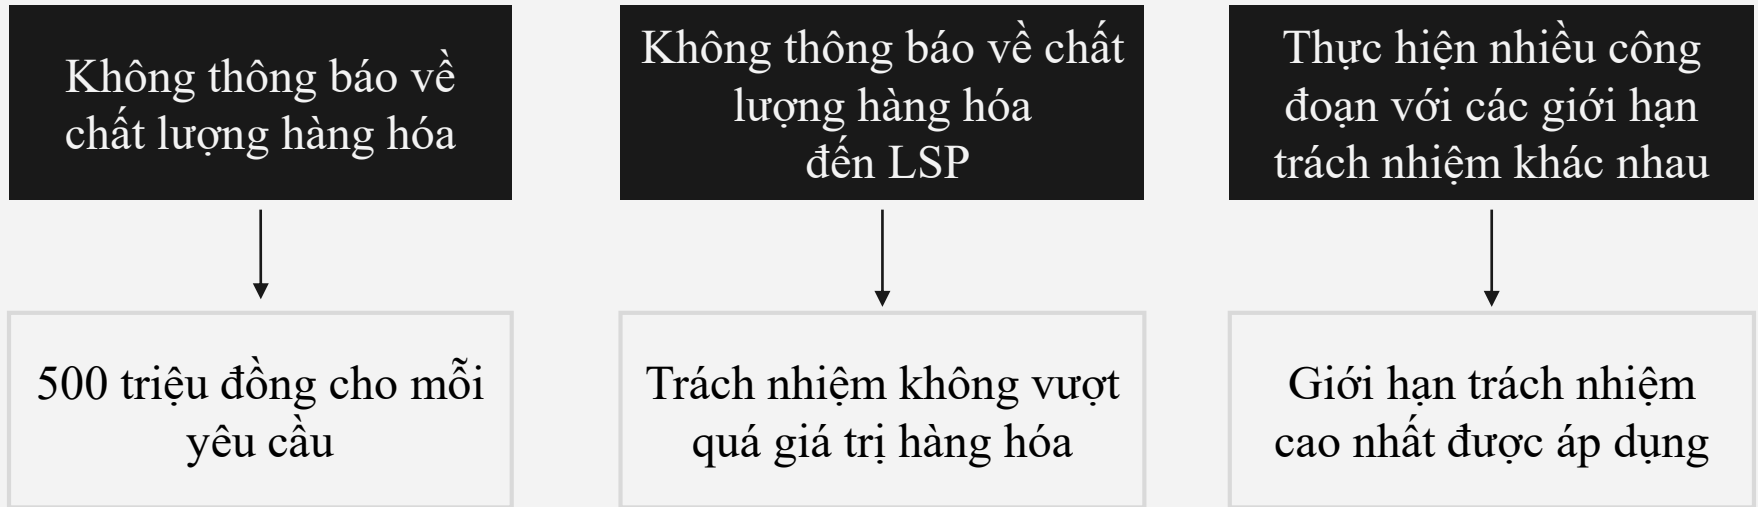 Không thông báo về
chất lượng hàng hóa
Không thông báo về chất
lượng hàng hóa
đến LSP
Thực hiện nhiều công
đoạn với các giới hạn
trách nhiệm khác nhau
500 triệu đồng cho mỗi
yêu cầu
Trách nhiệm không vượt
quá giá trị hàng hóa
Giới hạn trách nhiệm
cao nhất được áp dụng